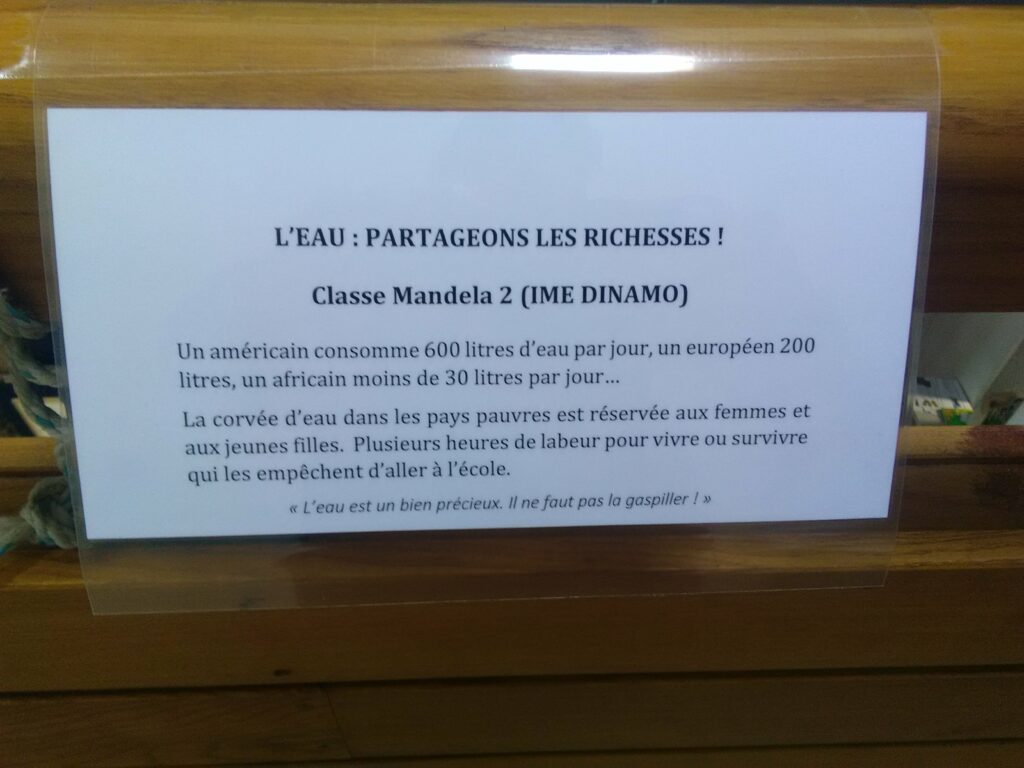 L'EAU : PARTAGEONS LES RICHESSES !
Classe Mandela 2 (IME DINAMO)
Un américain consomme 600 litres d'eau par jour, un européen 200
litres, un africain moins de 30 litres par jour...
La corvée d'eau dans les pays pauvres est réservée aux femmes et
aux jeunes filles. Plusieurs heures de labeur pour vivre ou survivre
qui les empêchent d'aller à l'école.
« L'eau est un bien précieux. Il ne faut pas la gaspiller ! »